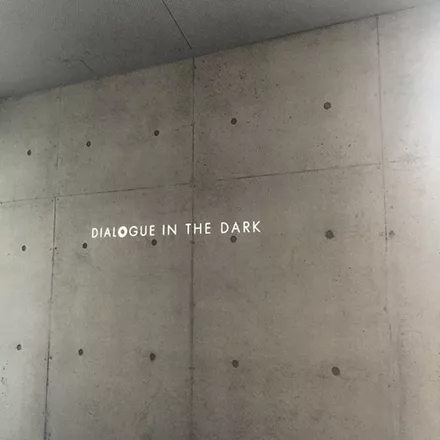 DIALOGUE IN THE DARK